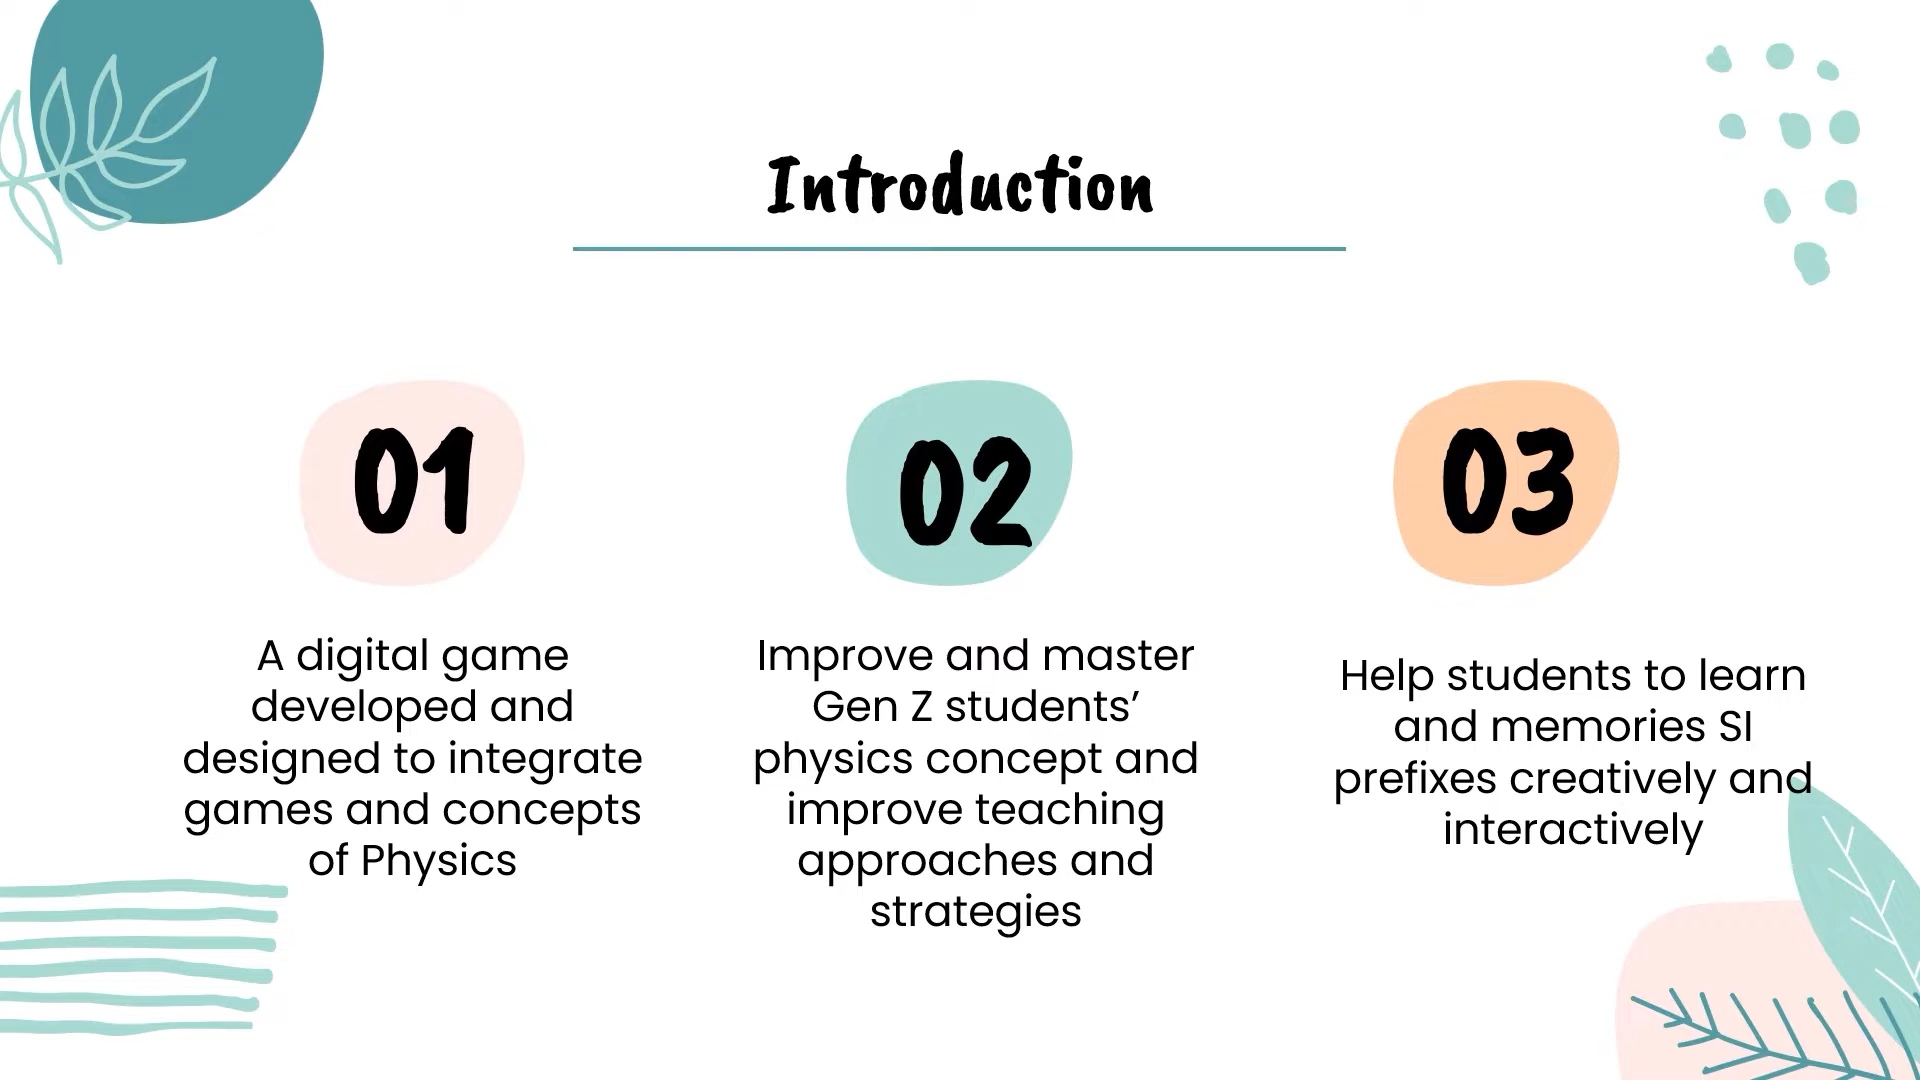 Introduction
01
A digital game
developed and
designed to integrate
games and concepts
of Physics
02
Improve and master
Gen Z students’
physics concept and
improve teaching
approaches and
strategies
03
Help students to learn
and memories SI
prefixes creatively and
interactively